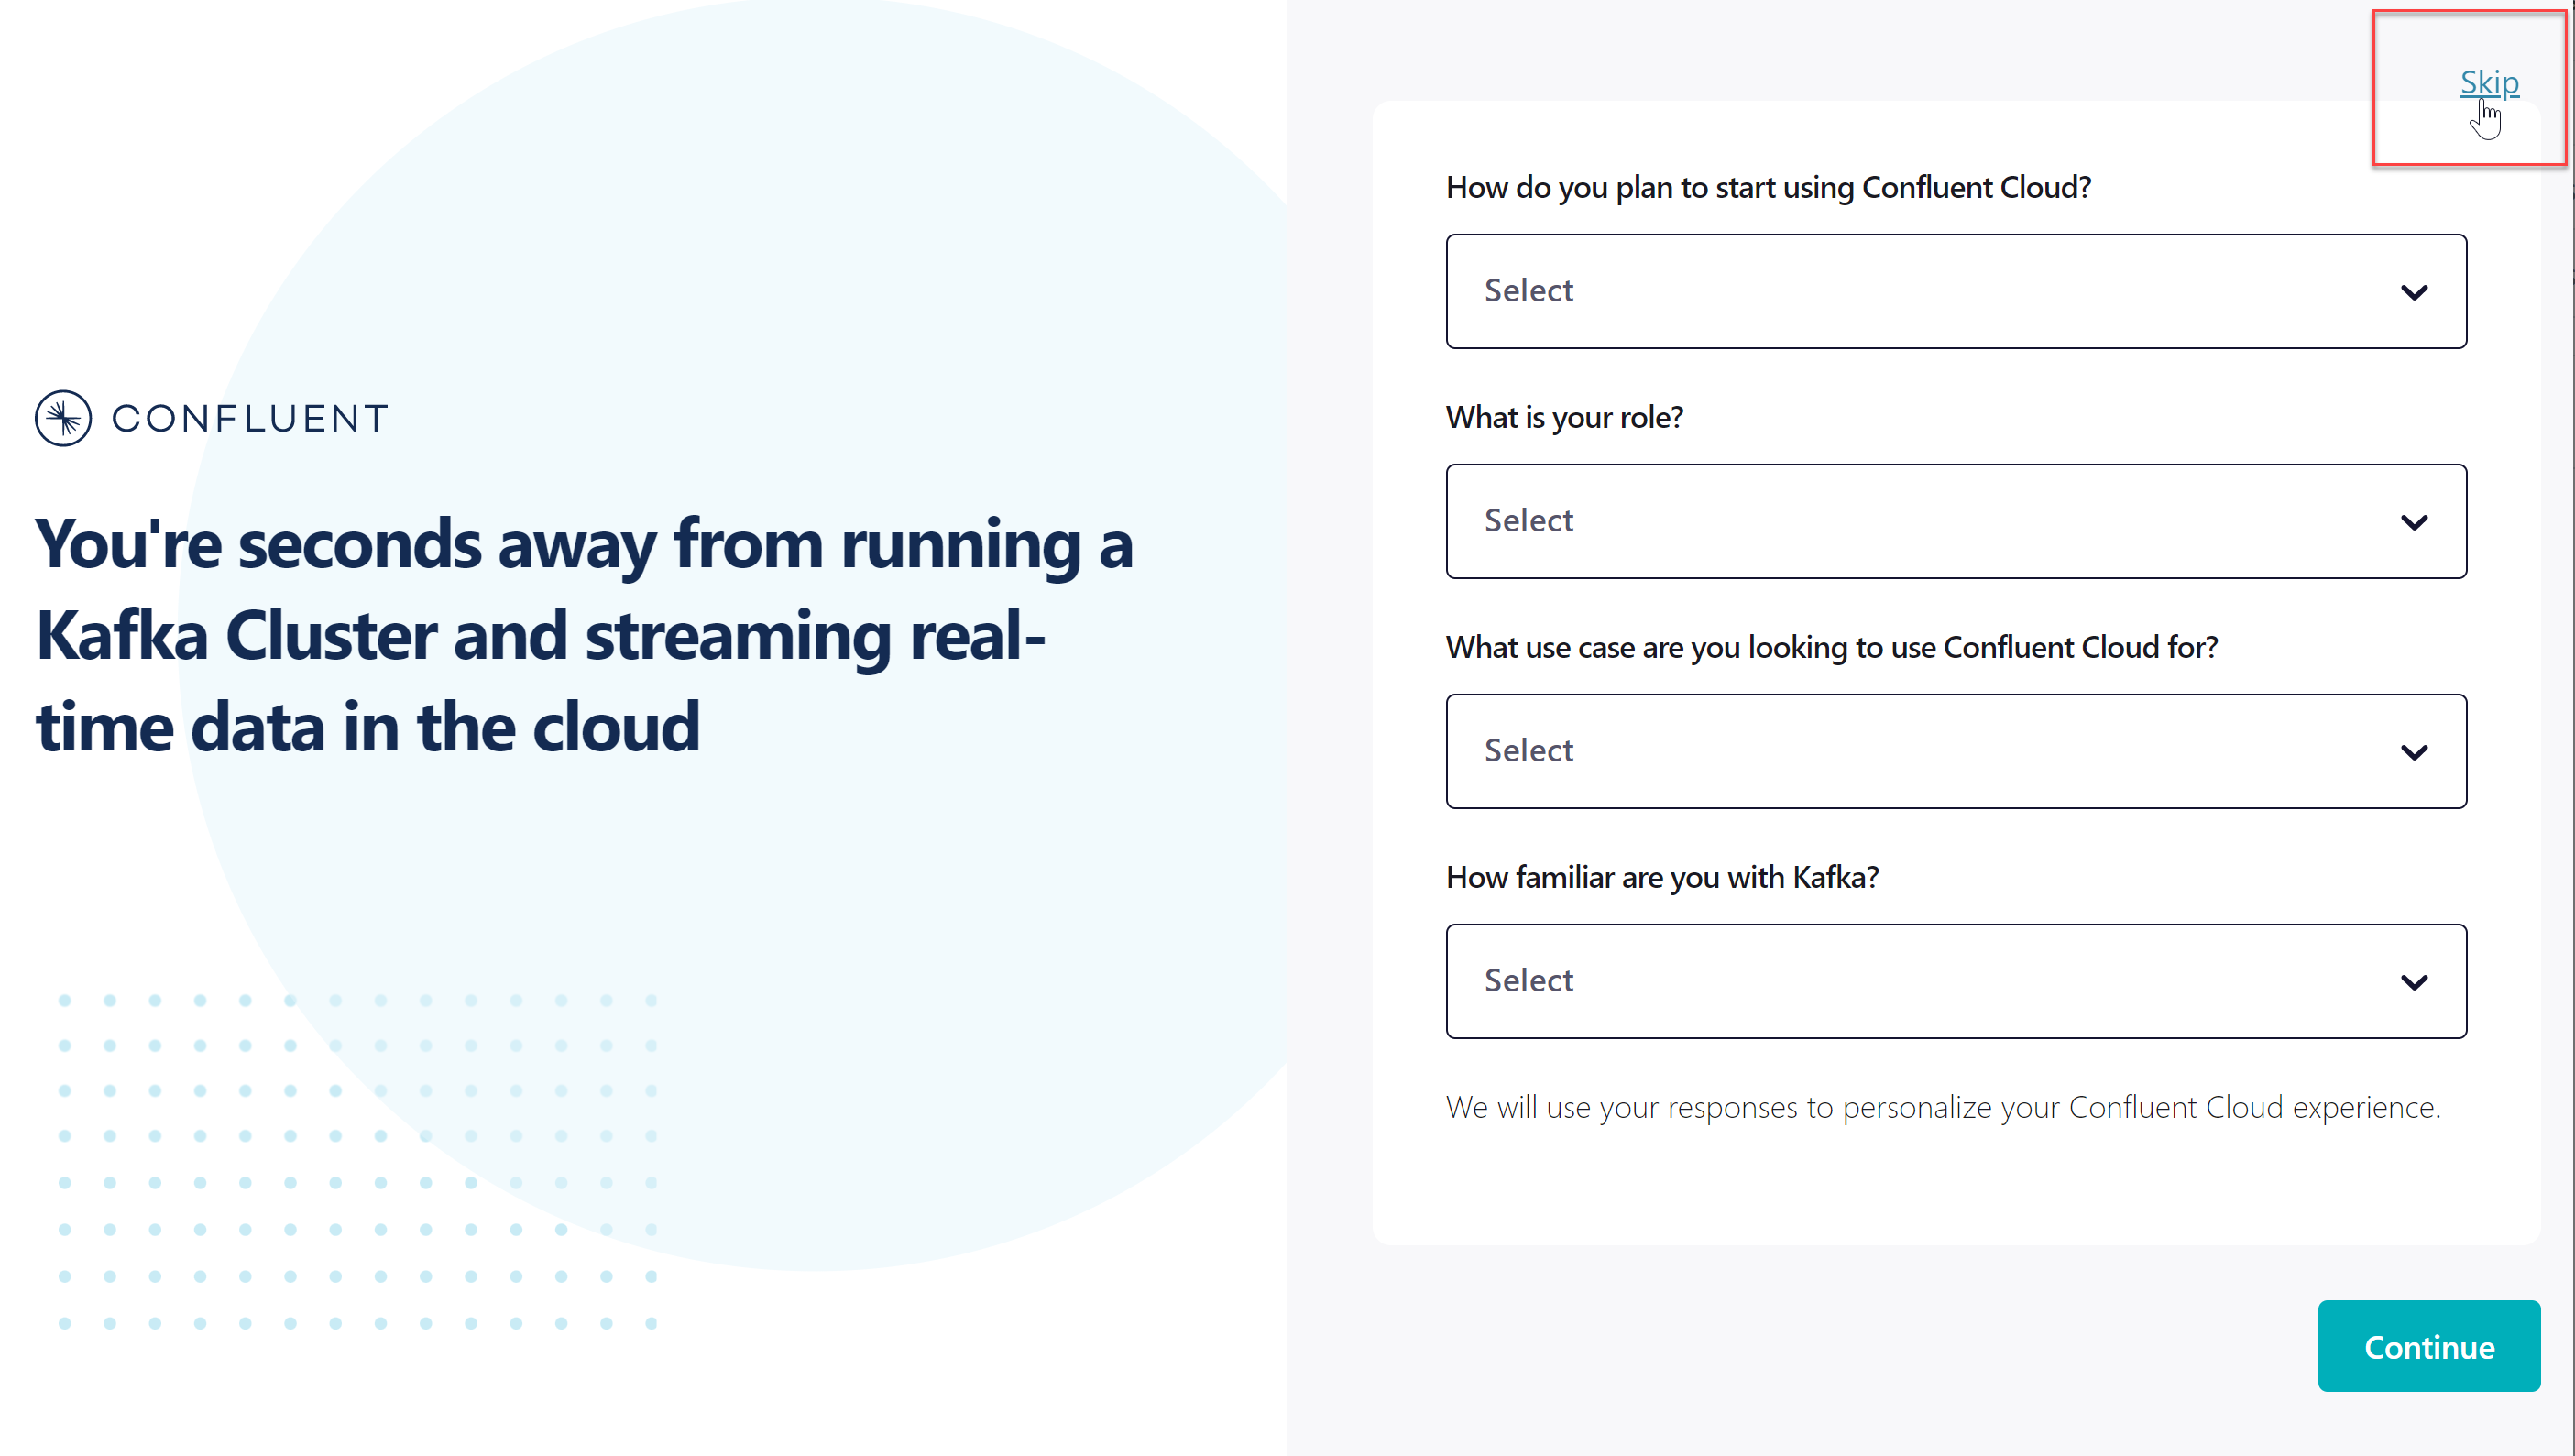 CONFLUENT
You're seconds away from running a
Kafka Cluster and streaming real-
time data in the cloud
Skip
How do you plan to start using Confluent Cloud?
Select
What is your role?
Select
What use case are you looking to use Confluent Cloud for?
Select
How familiar are you with Kafka?
Select
We will use your responses to personalize your Confluent Cloud experience.
Continue